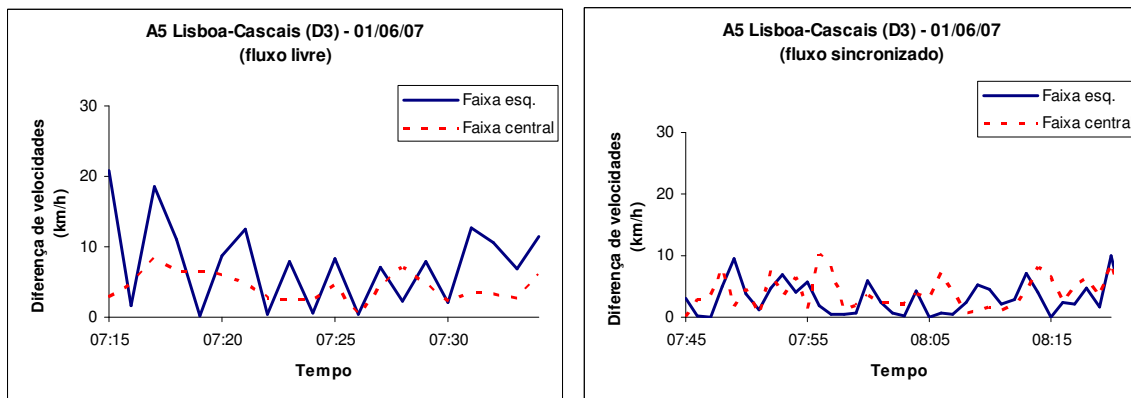 A5 Lisboa-Cascais (D3) - 01/06/07
(fluxo livre)
Faixa esq.
Faixa central
30
20
10
0
Diferença de velocidades
(km/h)
07:15
07:20
07:25
07:30
Tempo
A5 Lisboa-Cascais (D3) - 01/06/07
(fluxo sincronizado)
Faixa esq.
Faixa central
30
20
10
0
Diferença de velocidades
(km/h)
07:45
07:55
08:05
08:15
Tempo